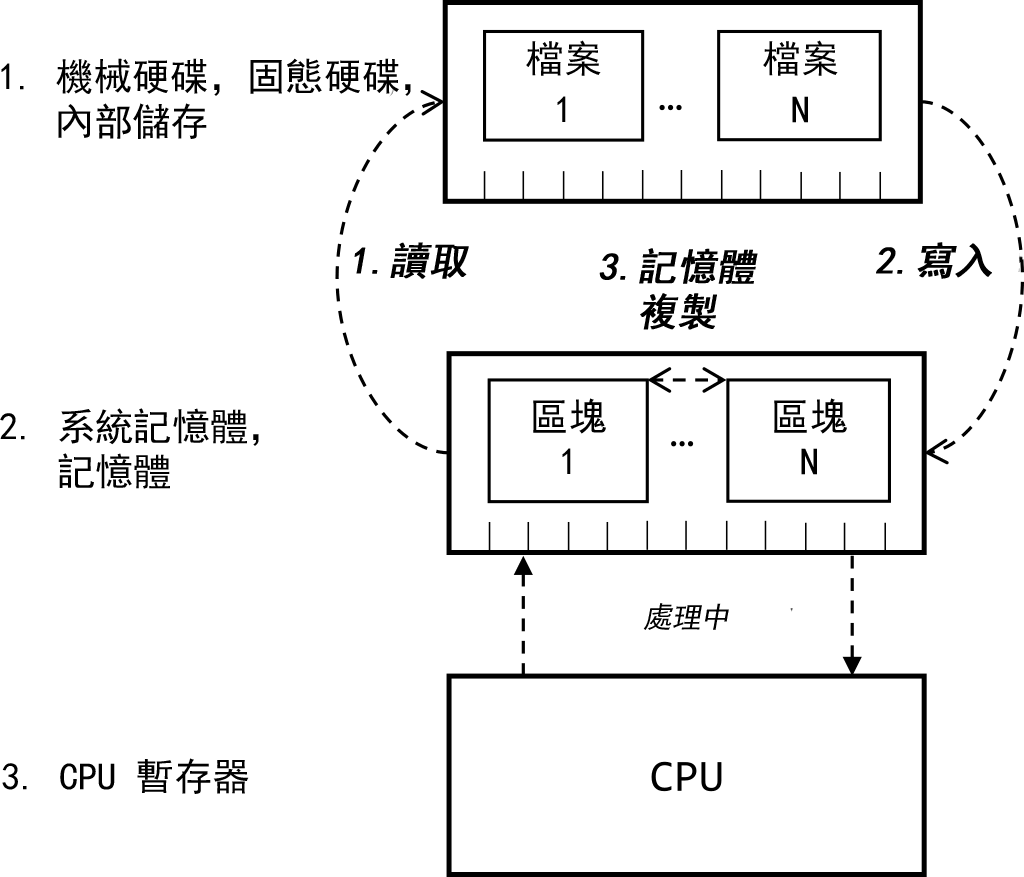 1. 機械硬碟，固態硬碟，
內部儲存
檔案
1
...
檔案
N
1.讀取
3.記憶體
複製
2.寫入
2. 系統記憶體，
記憶體
區塊
1
...
區塊
N
處理中
3. CPU 暫存器
CPU